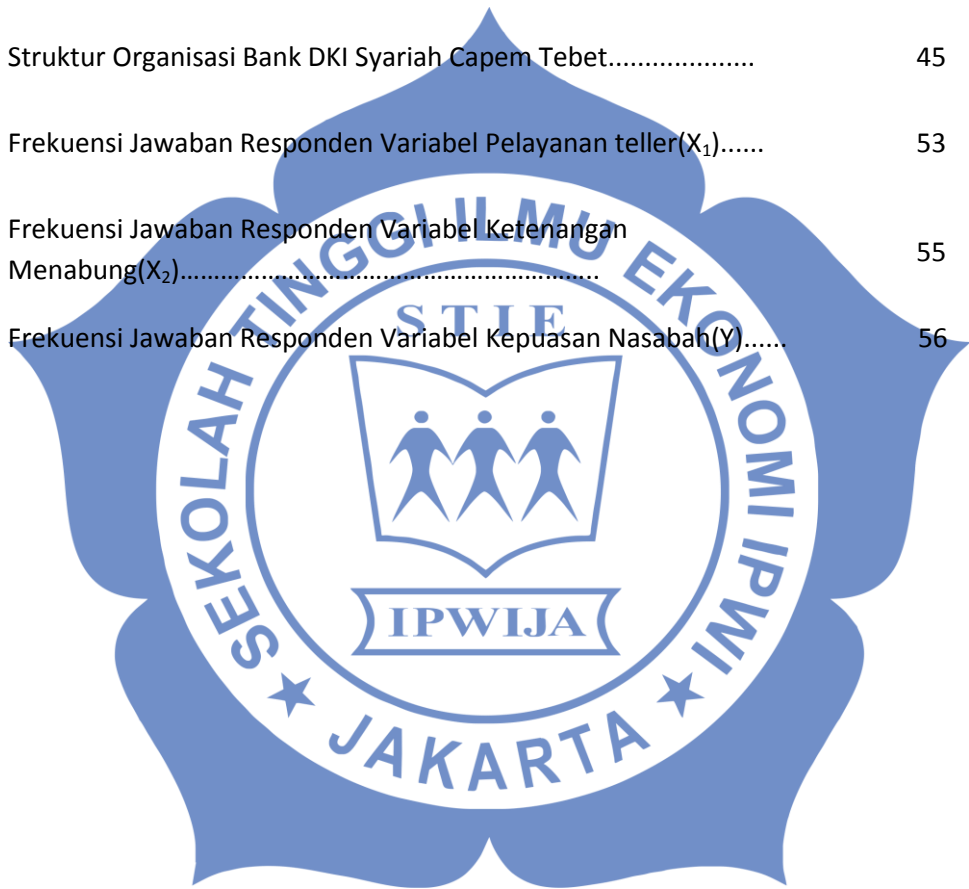 Struktur Organisasi Bank DKI Syariah Capem Tebet.................... 45
Frekuensi Jawaban Responden Variabel Pelayanan teller(X₁)...... 53
Frekuensi Jawaban Responden Variabel Ketenangan
Menabung(X₂)................................................................ 55
Frekuensi Jawaban Responden Variabel Kepuasan Nasabah(Y)...... 56
SEKOLAH TINGGI ILMU EKONOMI IPWI
STIE
IPWIJA
★ JAKARTA ★